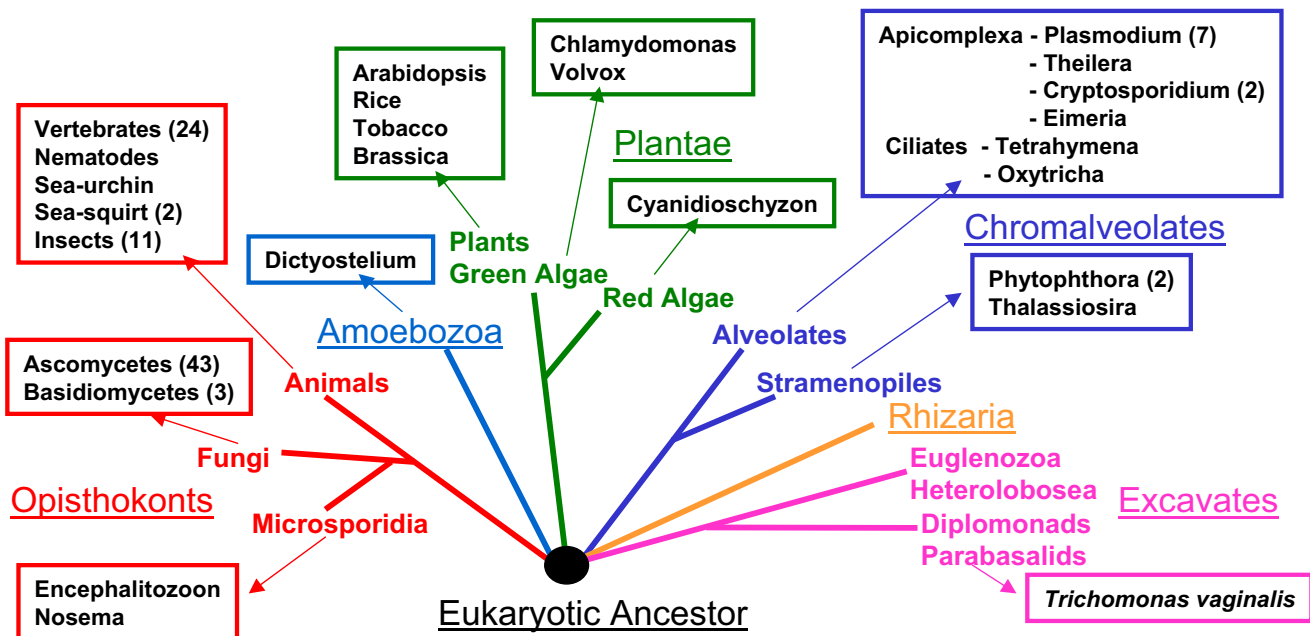 Chlamydomonas
Volvox
Arabidopsis
Rice
Tobacco
Brassica
Apicomplexa - Plasmodium (7)
- Theilera
- Cryptosporidium (2)
- Eimeria
Ciliates - Tetrahymena
- Oxytricha
Vertebrates (24)
Nematodes
Sea-urchin
Sea-squirt (2)
Insects (11)
Plantae
Cyanidioschyzon
Chromalveolates
Dictyostelium
Plants
Green Algae
Red Algae
Phytophthora (2)
Thalassiosira
Amoebozoa
Alveolates
Ascomycetes (43)
Basidiomycetes (3)
Animals
Stramenopiles
Rhizaria
Fungi
Euglenozoa
Heterolobosea
Excavates
Opisthokonts
Microsporidia
Diplomonads
Parabasalids
Encephalitozoon
Nosema
Eukaryotic Ancestor
Trichomonas vaginalis